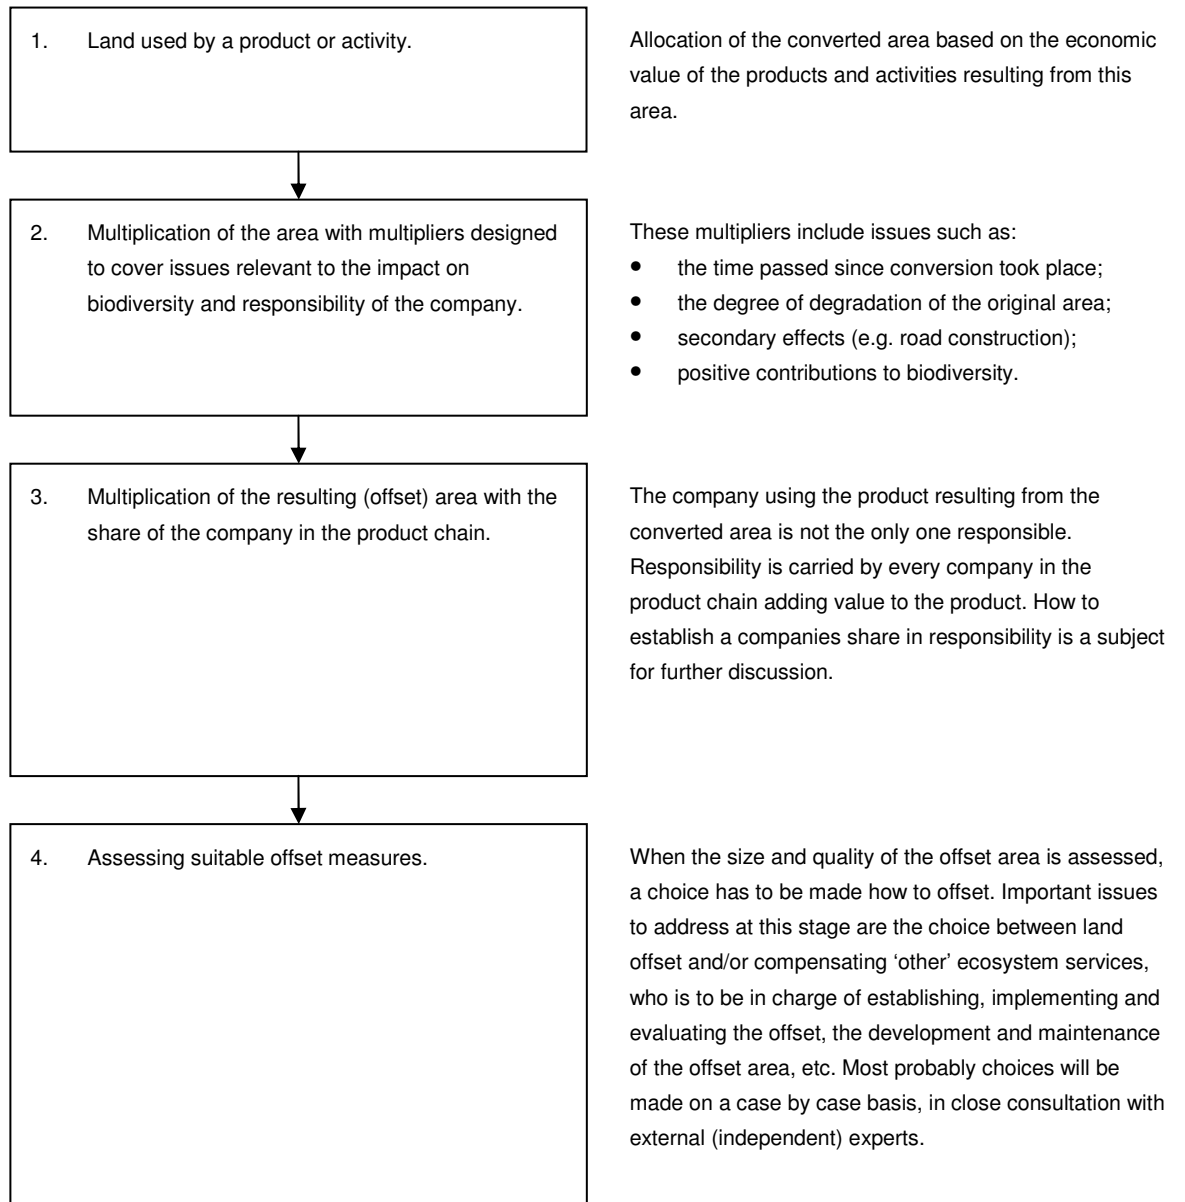 1. Land used by a product or activity.
Allocation of the converted area based on the economic
value of the products and activities resulting from this
area.
2. Multiplication of the area with multipliers designed
to cover issues relevant to the impact on
biodiversity and responsibility of the company.
These multipliers include issues such as:
● the time passed since conversion took place;
● the degree of degradation of the original area;
● secondary effects (e.g. road construction);
● positive contributions to biodiversity.
3. Multiplication of the resulting (offset) area with the
share of the company in the product chain.
The company using the product resulting from the
converted area is not the only one responsible.
Responsibility is carried by every company in the
product chain adding value to the product. How to
establish a companies share in responsibility is a subject
for further discussion.
4. Assessing suitable offset measures.
When the size and quality of the offset area is assessed,
a choice has to be made how to offset. Important issues
to address at this stage are the choice between land
offset and/or compensating ‘other’ ecosystem services,
who is to be in charge of establishing, implementing and
evaluating the offset, the development and maintenance
of the offset area, etc. Most probably choices will be
made on a case by case basis, in close consultation with
external (independent) experts.